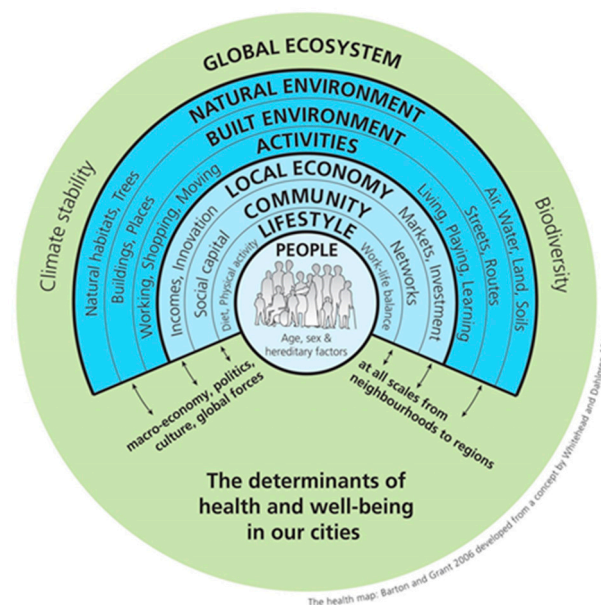 GLOBAL ECOSYSTEM
NATURAL ENVIRONMENT
BUILT ENVIRONMENT
ACTIVITIES
LOCAL ECONOMY
COMMUNITY
LIFESTYLE
PEOPLE
Age, sex &
hereditary factors
Climate stability
Natural habitats, Trees
Buildings, Places
Working, Shopping, Moving
Incomes, Innovation
Social capital
Diet, Physical activity
Work-life balance
Networks
Markets, Investment
Living, Playing, Learning
Streets, Routes
Air, Water, Land, Soils
Biodiversity
macro-economy, politics,
culture, global forces
at all scales from
neighbourhoods to regions
The determinants of
health and well-being
in our cities
The health map: Barton and Grant 2006 developed from a concept by Whitehead and